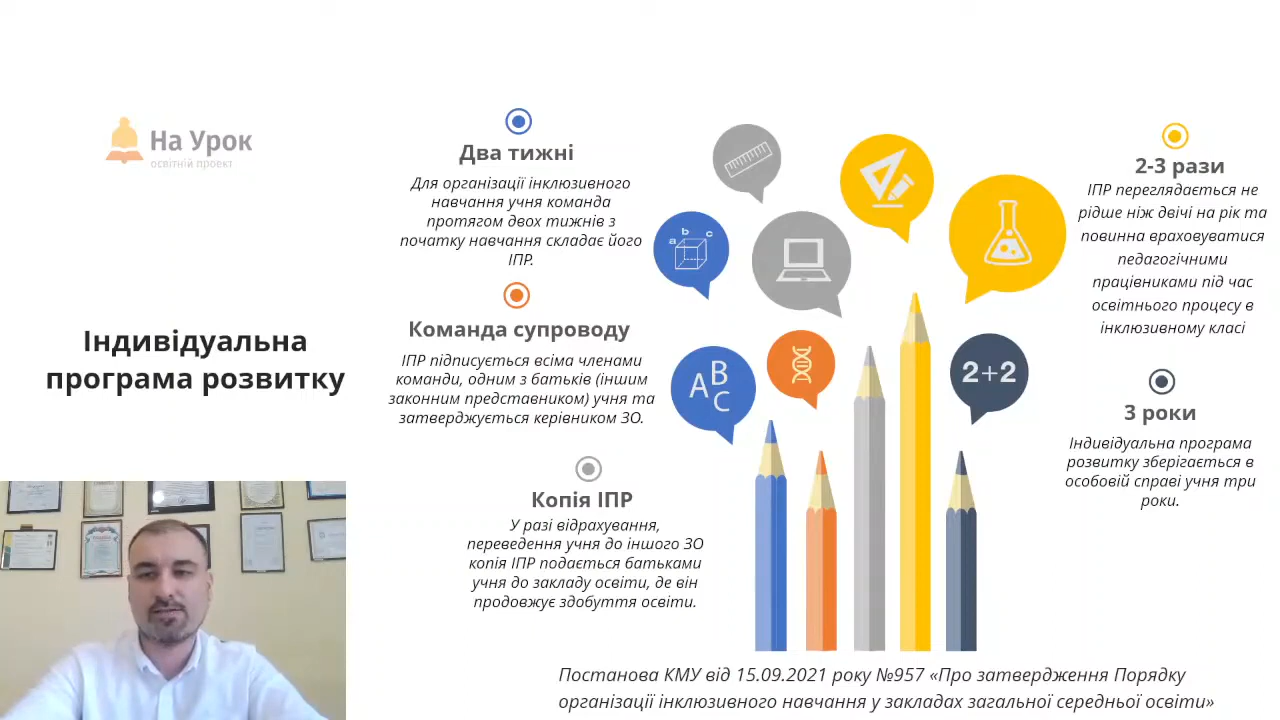 На Урок
освітній проект
Індивідуальна
програма розвитку
Два тижні
Для організації інклюзивного
навчання учня команда
протягом двох тижнів з
початку навчання складає його
ІПР.
Команда супроводу
ІПР підписується всіма членами
команди, одним з батьків (іншим
законним представником) учня та
затверджується керівником ЗО.
Копія ІПР
У разі відрахування,
переведення учня до іншого ЗО
копія ІПР подається батьками
учня до закладу освіти, де він
продовжує здобуття освіти.
a b c
A B C
2+2
2-3 рази
ІПР переглядається не
рідше ніж двічі на рік та
повинна враховуватися
педагогічними
працівниками під час
освітнього процесу в
інклюзивному класі
3 роки
Індивідуальна програма
розвитку зберігається в
особовій справі учня три
роки.
Постанова КМУ від 15.09.2021 року №957 «Про затвердження Порядку
організації інклюзивного навчання у закладах загальної середньої освіти»